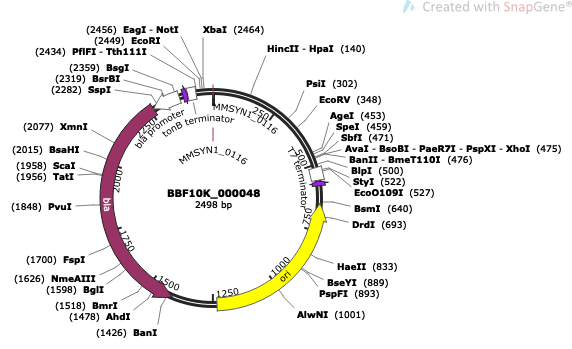 Created with SnapGene®
(2456) EagI - NotI
XbaI (2464)
(2449) EcoRI
(2434) PflFI - Tth111I
(2359) BsgI
(2319) BsrBI
(2282) SspI
HincII - HpaI (140)
PsiI (302)
EcoRV (348)
AgeI (453)
SpeI (459)
SbfI (471)
AvaI - BsoBI - PaeR7I - PspXI - XhoI (475)
BanII - BmeT110I (476)
BlpI (500)
StyI (522)
EcoO109I (527)
BsmI (640)
DrdI (693)
HaeII (833)
BseYI (889)
PspFI (893)
AlwNI (1001)
(2077) XmnI
(2015) BsaHI
(1958) ScaI
(1956) TatI
(1848) PvuI
(1700) FspI
(1626) NmeAIII
(1598) BglI
(1518) BmrI
(1478) AhdI
(1426) BanI
MMSYN1_0116
MMSYN1_0116
bla promoter
tonB terminator
T7 terminator
bla
ori
250
500
750
1000
1250
1500
1750
2000
2250
BBF10K_000048
2498 bp